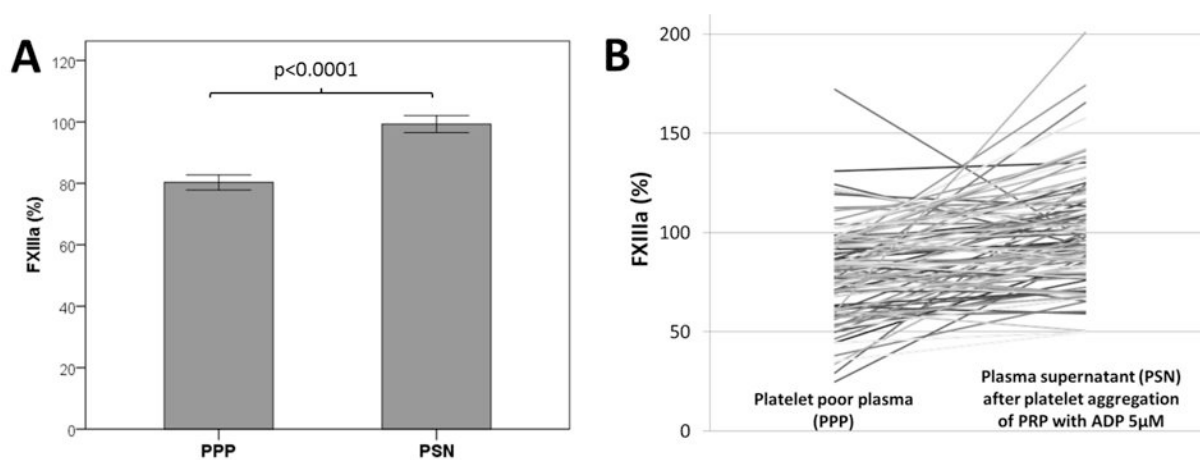 A
120
100
80
60
40
20
0
FXIIIa (%)
p<0.0001
PPP
PSN
B
200
150
100
50
0
FXIIIa (%)
Platelet poor plasma
(PPP)
Plasma supernatant (PSN)
after platelet aggregation
of PRP with ADP 5µM